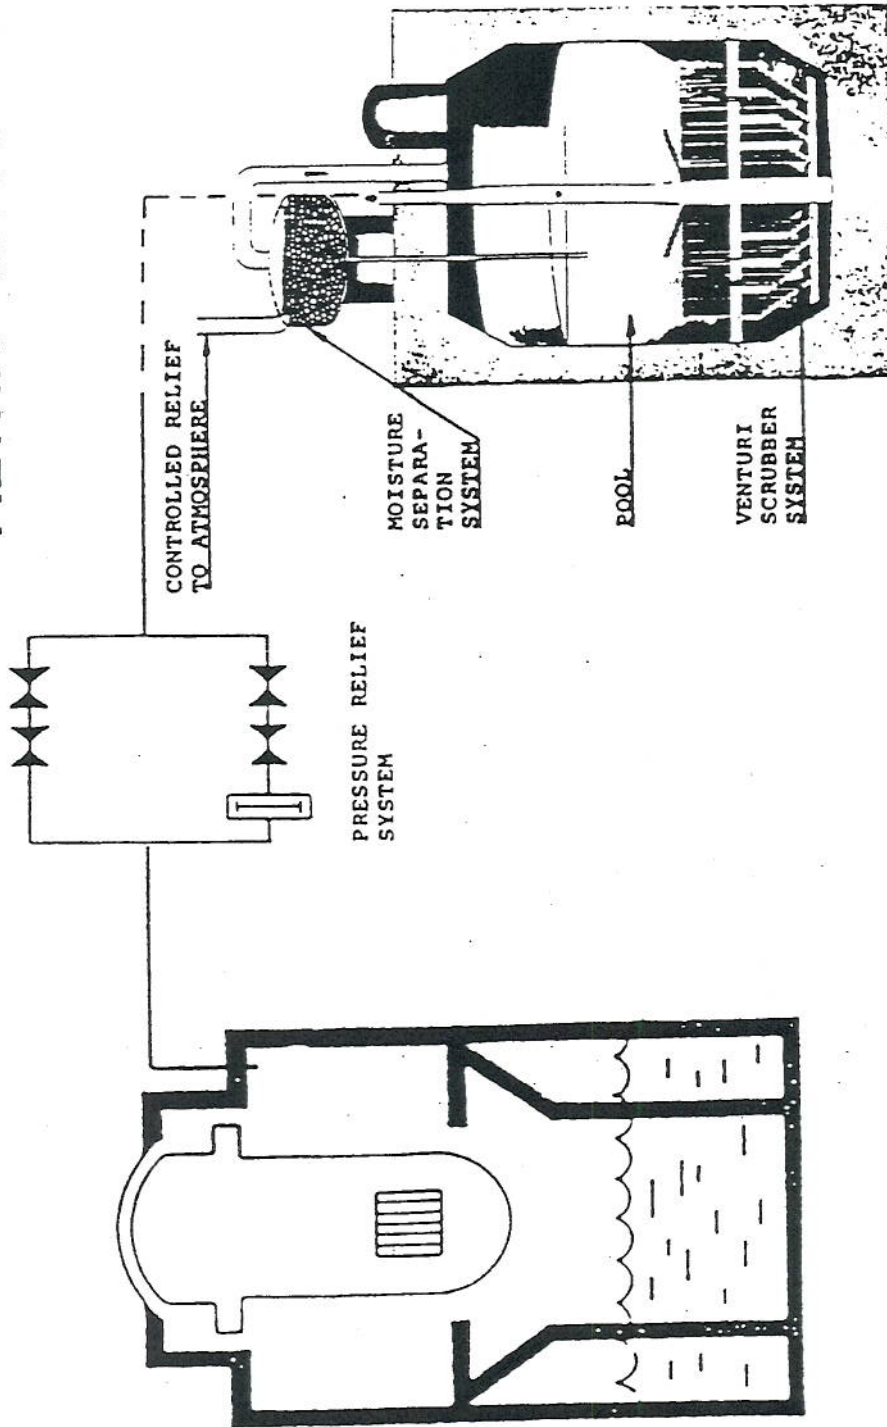 CONTROLLED RELIEF
TO ATMOSPHERE
MOISTURE
SEPARA-
TION
SYSTEM
POOL
VENTURI
SCRUBBER
SYSTEM
PRESSURE RELIEF
SYSTEM